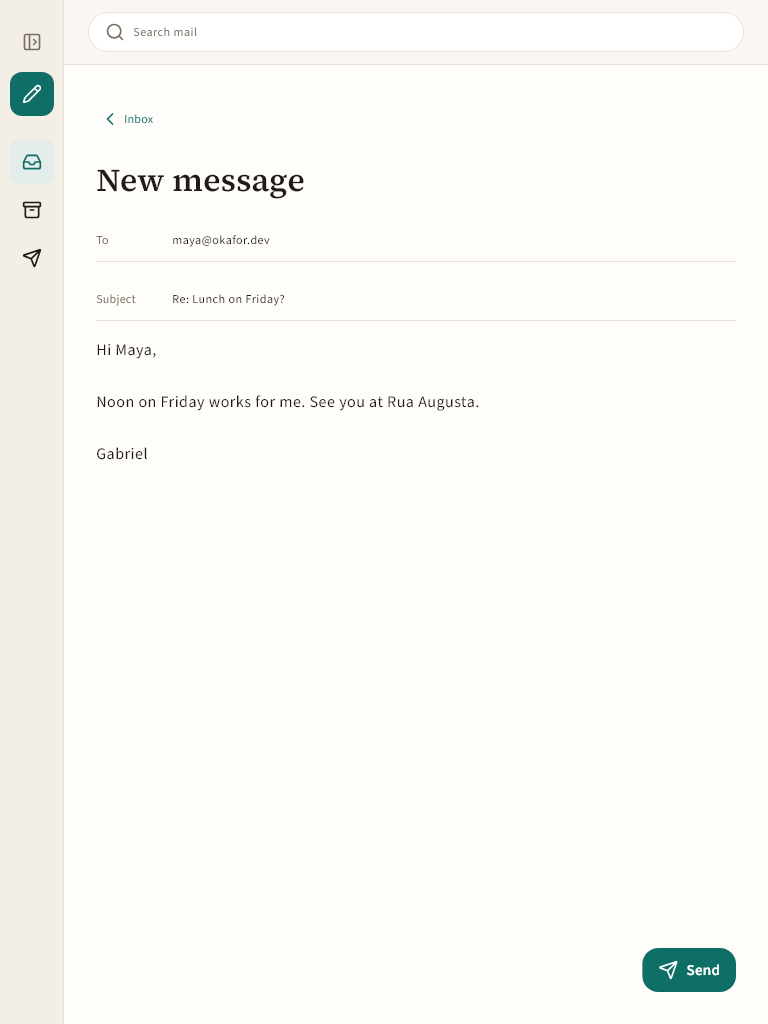 Search mail
Inbox
New message
To maya@okafor.dev
Subject Re: Lunch on Friday?
Hi Maya,
Noon on Friday works for me. See you at Rua Augusta.
Gabriel
Send